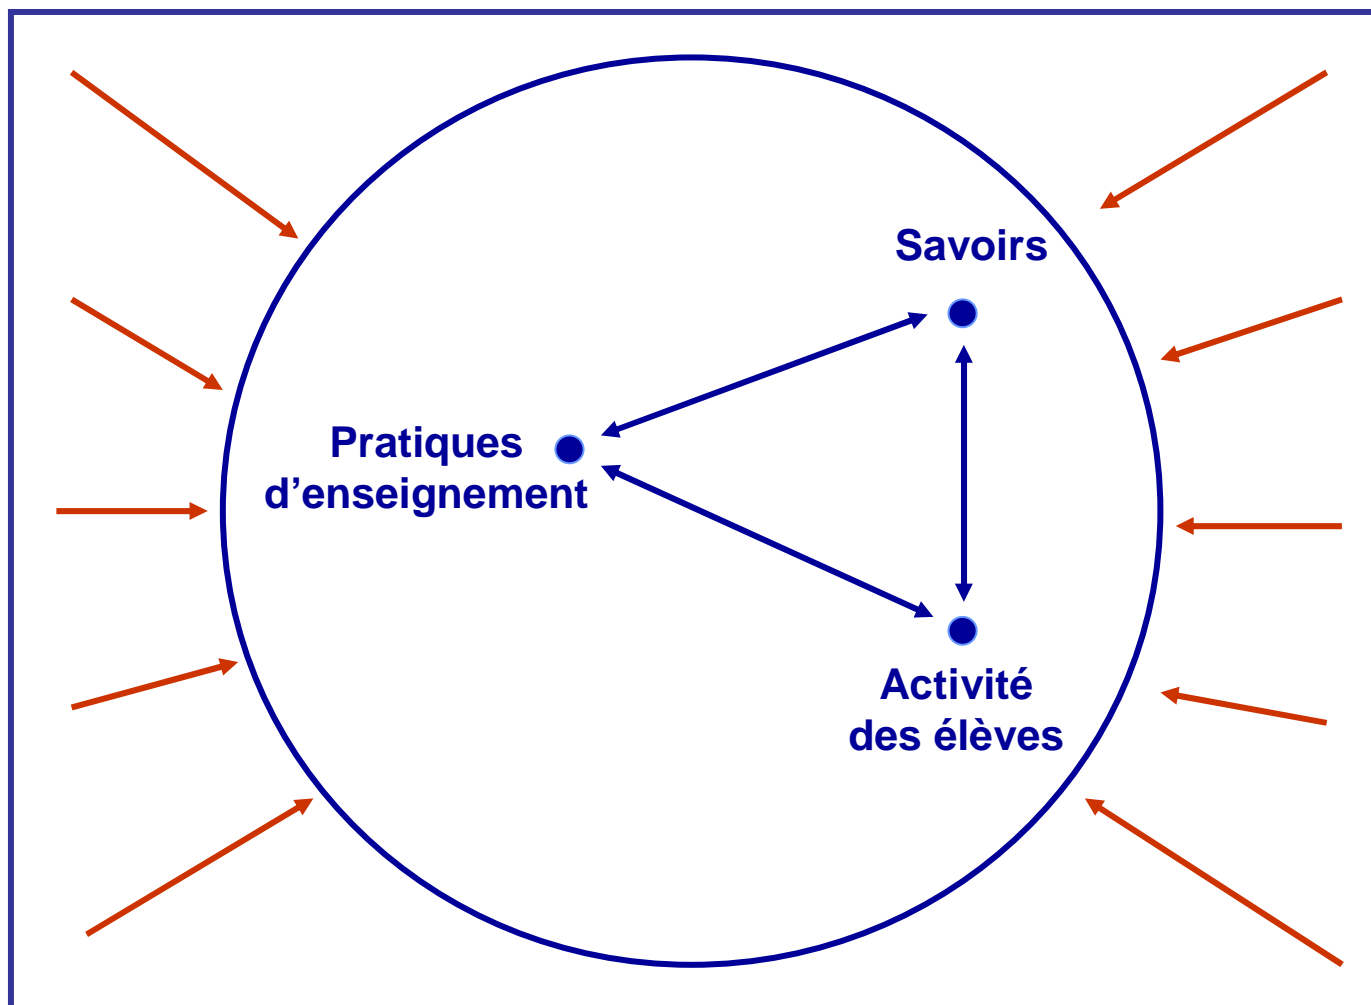 Savoirs
Pratiques
d’enseignement
Activité
des élèves